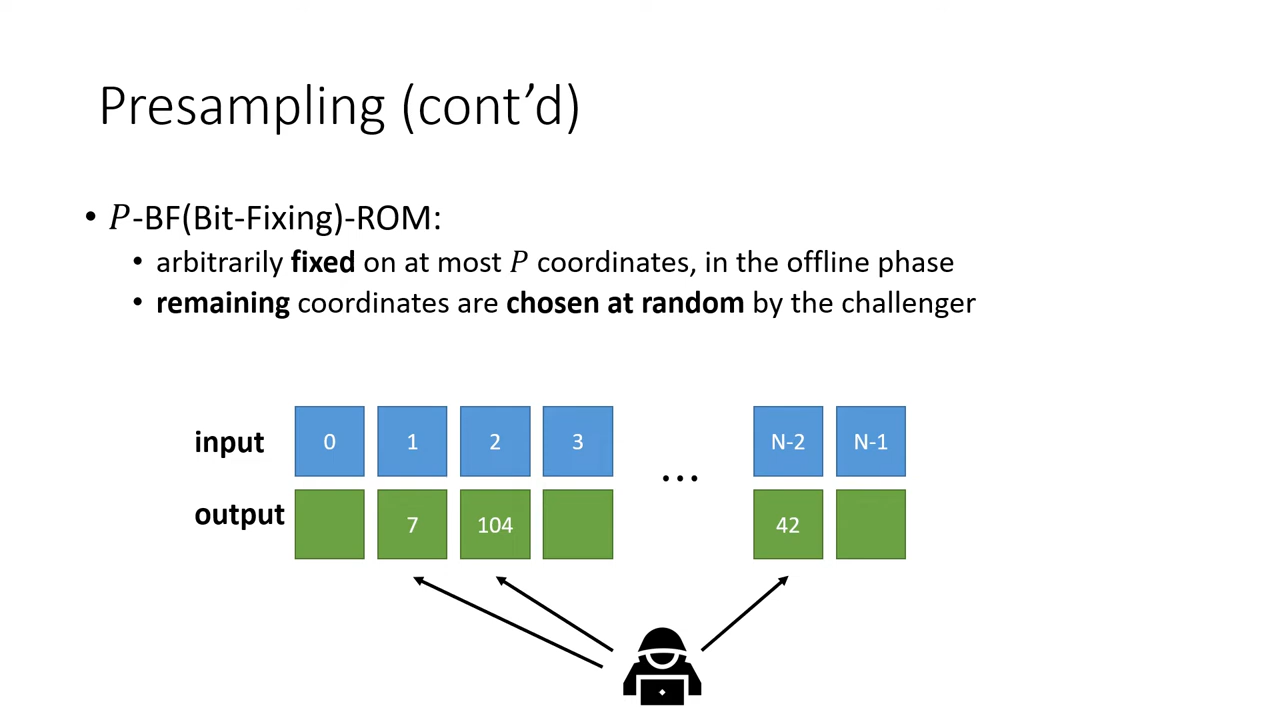 Presampling (cont’d)
• P-BF(Bit-Fixing)-ROM:
• arbitrarily fixed on at most P coordinates, in the offline phase
• remaining coordinates are chosen at random by the challenger
input 0 1 2 3 … N-2 N-1
output 7 104 42